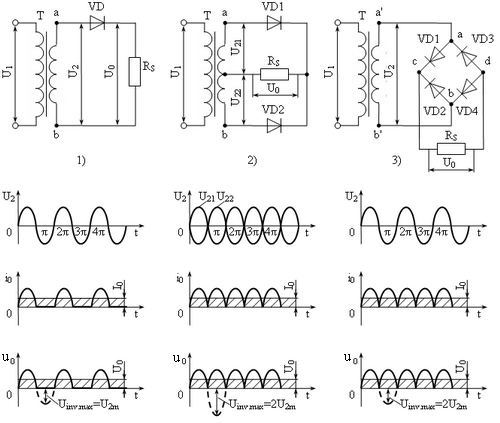 T a VD
U1 U2 U0 RS
b
1)
T a VD1
U1 U21 RS
U22 U0
b VD2
2)
T a' VD1 a VD3
U1 U2 c d
VD2 b VD4
b' RS
U0
3)
U2
0 π 2π 3π 4π t
U2 U21 U22
0 π 2π 3π 4π t
U2
0 π 2π 3π 4π t
i0 I0
0 t
i0 I0
0 t
i0 I0
0 t
u0 U0
0 t
Uinv.max=U2m
u0 U0
0 t
Uinv.max=2U2m
u0 U0
0 t
Uinv.max=2U2m